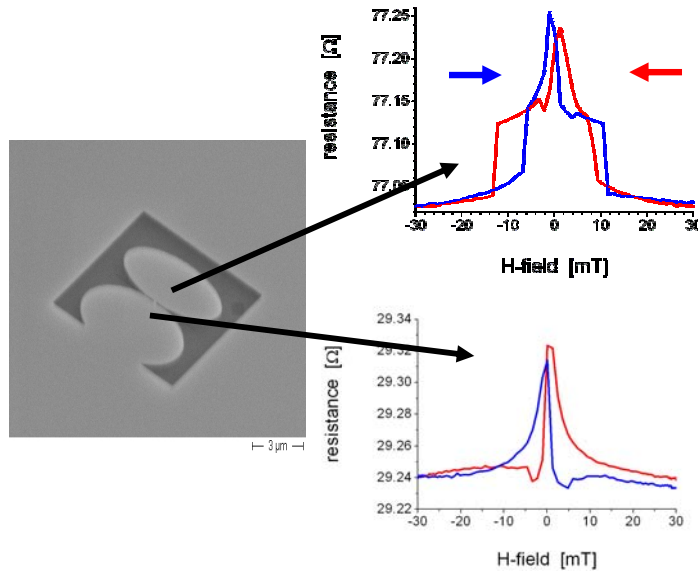 77.25
77.20
77.15
77.10
77.05
resistance [Ω]
-30 -20 -10 0 10 20 30
H-field [mT]
3 µm
29.34
29.32
29.30
29.28
29.26
29.24
29.22
resistance [Ω]
-30 -20 -10 0 10 20 30
H-field [mT]